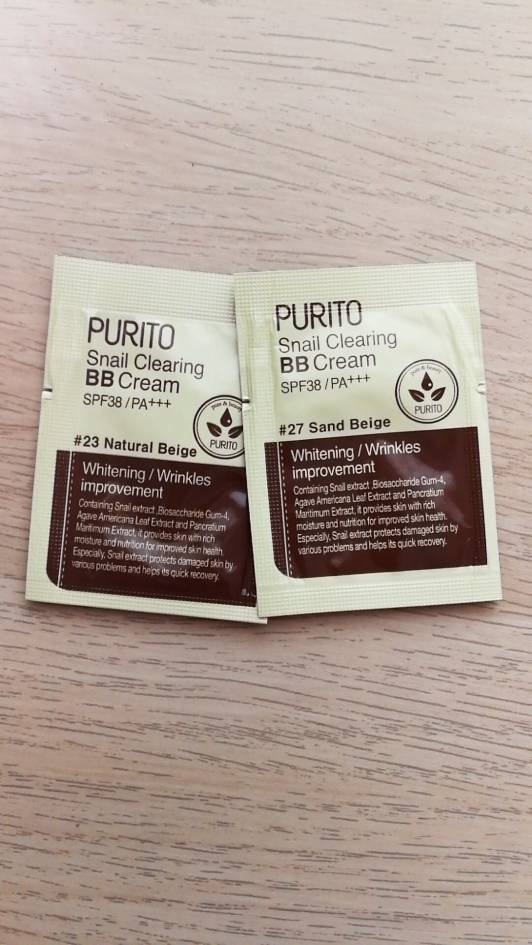 PURITO
Snail Clearing
BB Cream
SPF38 / PA+++
PURITO
#23 Natural Beige
Whitening / Wrinkles
improvement
Containing Snail extract ,Biosaccharide Gum-4,
Agave Americana Leaf Extract and Pancratium
Maritimum Extract, it provides skin with rich
moisture and nutrition for improved skin health.
Especially, Snail extract protects damaged skin by
various problems and helps its quick recovery.
PURITO
Snail Clearing
BB Cream
SPF38 / PA+++
pure & beauty
PURITO
#27 Sand Beige
Whitening / Wrinkles
improvement
Containing Snail extract ,Biosaccharide Gum-4,
Agave Americana Leaf Extract and Pancratium
Maritimum Extract, it provides skin with rich
moisture and nutrition for improved skin health.
Especially, Snail extract protects damaged skin by
various problems and helps its quick recovery.